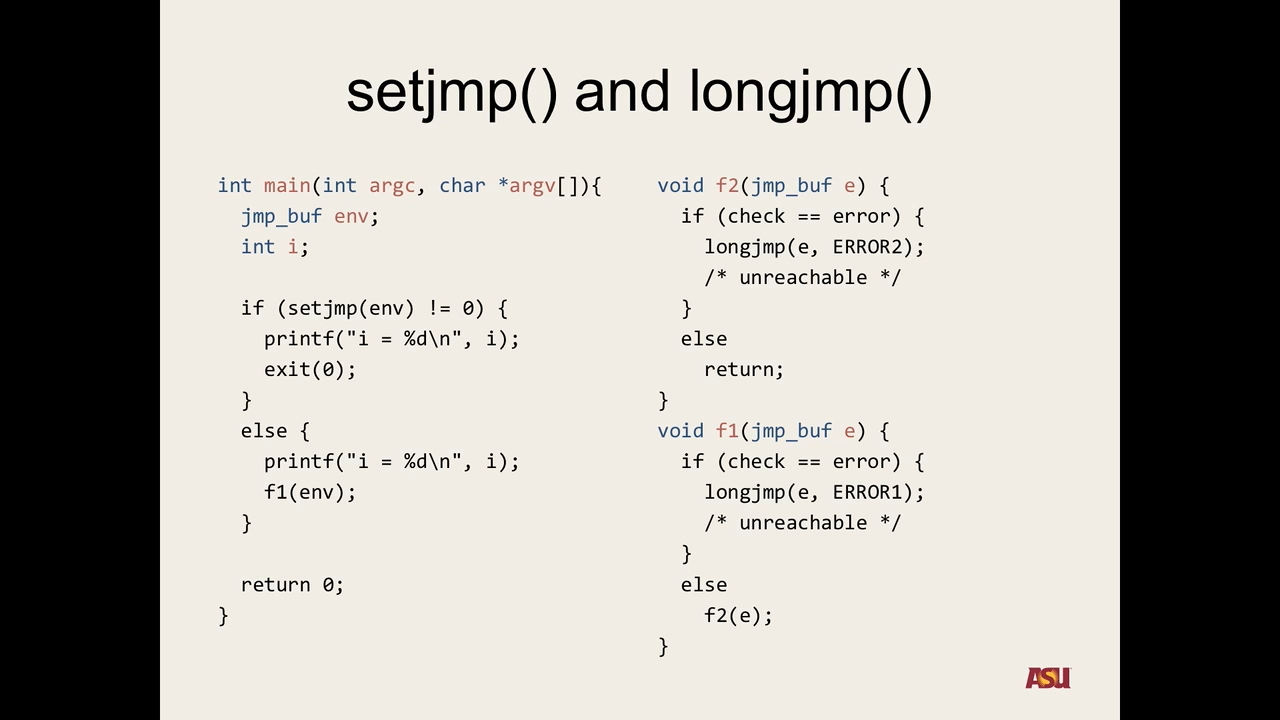 setjmp() and longjmp()
int main(int argc, char *argv[]){
  jmp_buf env;
  int i;

  if (setjmp(env) != 0) {
    printf("i = %d\n", i);
    exit(0);
  }
  else {
    printf("i = %d\n", i);
    f1(env);
  }

  return 0;
}
void f2(jmp_buf e) {
  if (check == error) {
    longjmp(e, ERROR2);
    /* unreachable */
  }
  else
    return;
}
void f1(jmp_buf e) {
  if (check == error) {
    longjmp(e, ERROR1);
    /* unreachable */
  }
  else
    f2(e);
}
ASU